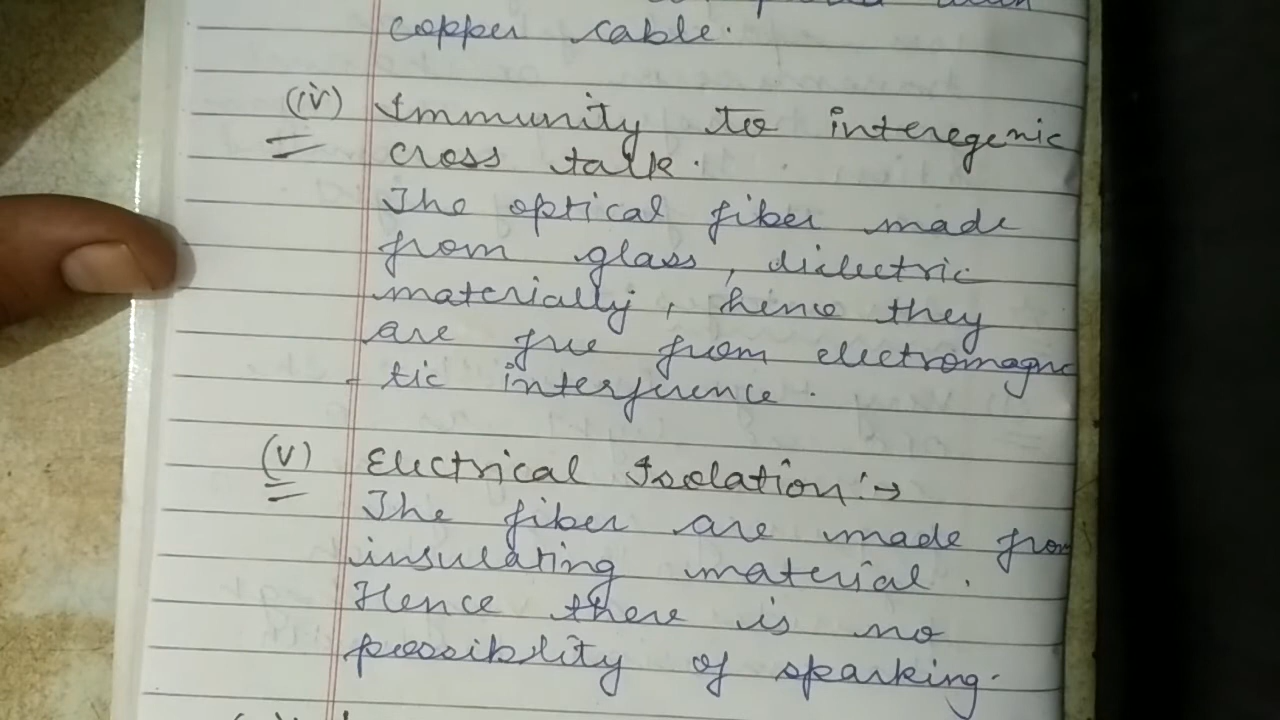 copper cable.
(iv) Immunity to interegenic
cross talk.
The optical fiber made
from glass, dielectric
materially, hence they
are free from electromagne
tic interference.
(v) Electrical Isolation :→
The fiber are made from
insulating material.
Hence there is no
possibility of sparking.